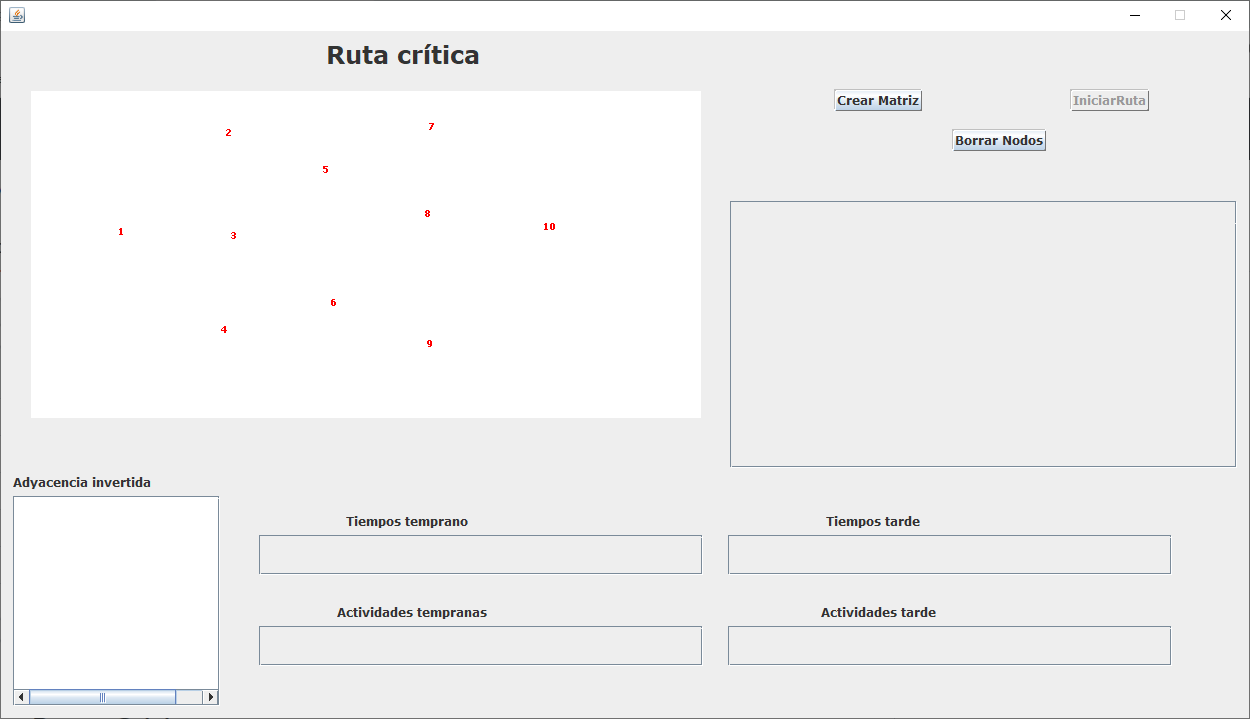 Ruta crítica
Crear Matriz
IniciarRuta
Borrar Nodos
2
7
5
8
1
3
10
6
4
9
Adyacencia invertida
Tiempos temprano
Tiempos tarde
Actividades tempranas
Actividades tarde